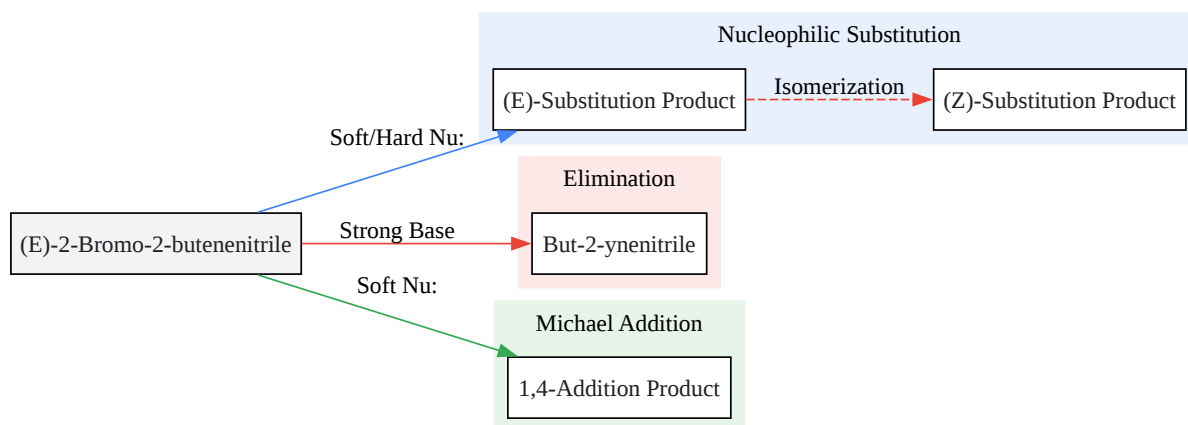 Nucleophilic Substitution
(E)-Substitution Product
Isomerization
(Z)-Substitution Product
Soft/Hard Nu:
Elimination
(E)-2-Bromo-2-butenenitrile
Strong Base
But-2-ynenitrile
Soft Nu:
Michael Addition
1,4-Addition Product